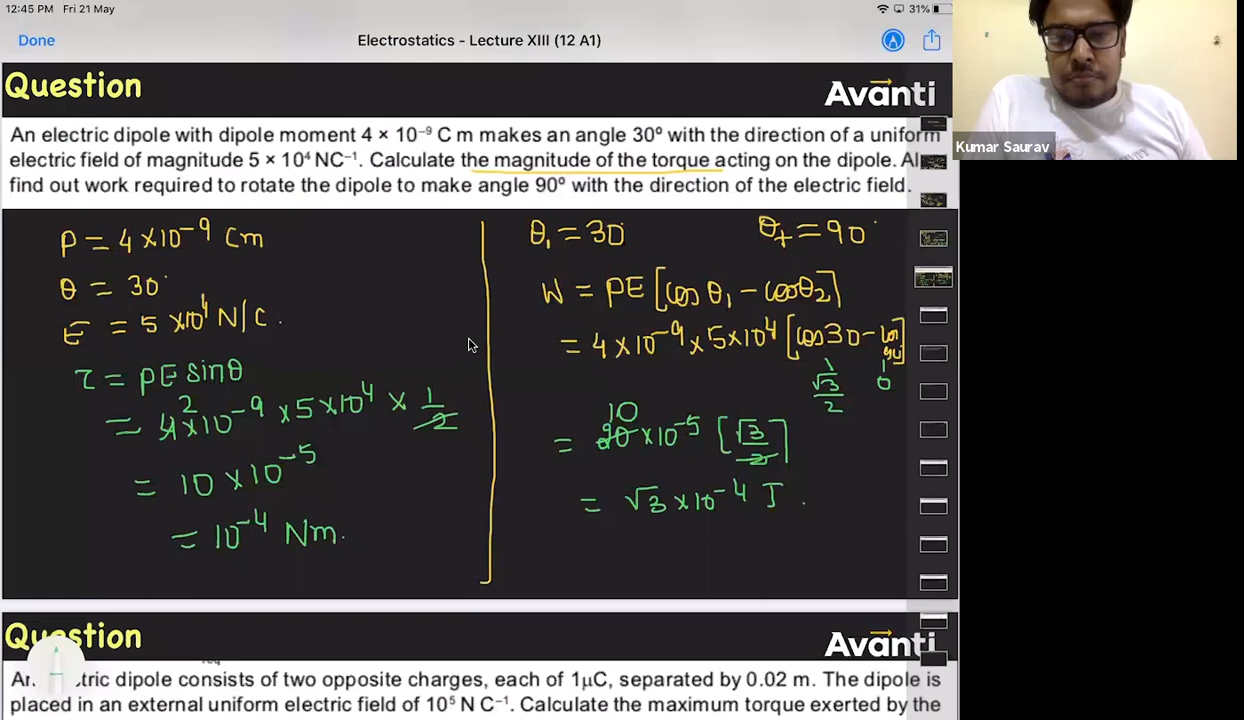 12:45 PM Fri 21 May
31%
Done
Electrostatics - Lecture XIII (12 A1)
Question
Avanti
Kumar Saurav
An electric dipole with dipole moment 4 × 10⁻⁹ C m makes an angle 30º with the direction of a uniform
electric field of magnitude 5 × 10⁴ NC⁻¹. Calculate the magnitude of the torque acting on the dipole. Al
find out work required to rotate the dipole to make angle 90º with the direction of the electric field.
P = 4 × 10⁻⁹ Cm
θ = 30°
E = 5 × 10⁴ N/C.
τ = PE sinθ
= 4 2 × 10⁻⁹ × 5 × 10⁴ × 1/2
= 10 × 10⁻⁵
= 10⁻⁴ Nm.
θ₁ = 30° θ₂ = 90°
W = PE [cos θ₁ - cosθ₂]
= 4 × 10⁻⁹ × 5 × 10⁴ [cos30 - cos 90]
√3/2 0
10
= 20 × 10⁻⁵ [√3/2]
= √3 × 10⁻⁴ J.
Question
Avanti
An tric dipole consists of two opposite charges, each of 1μC, separated by 0.02 m. The dipole is
placed in an external uniform electric field of 10⁵ N C⁻¹. Calculate the maximum torque exerted by the